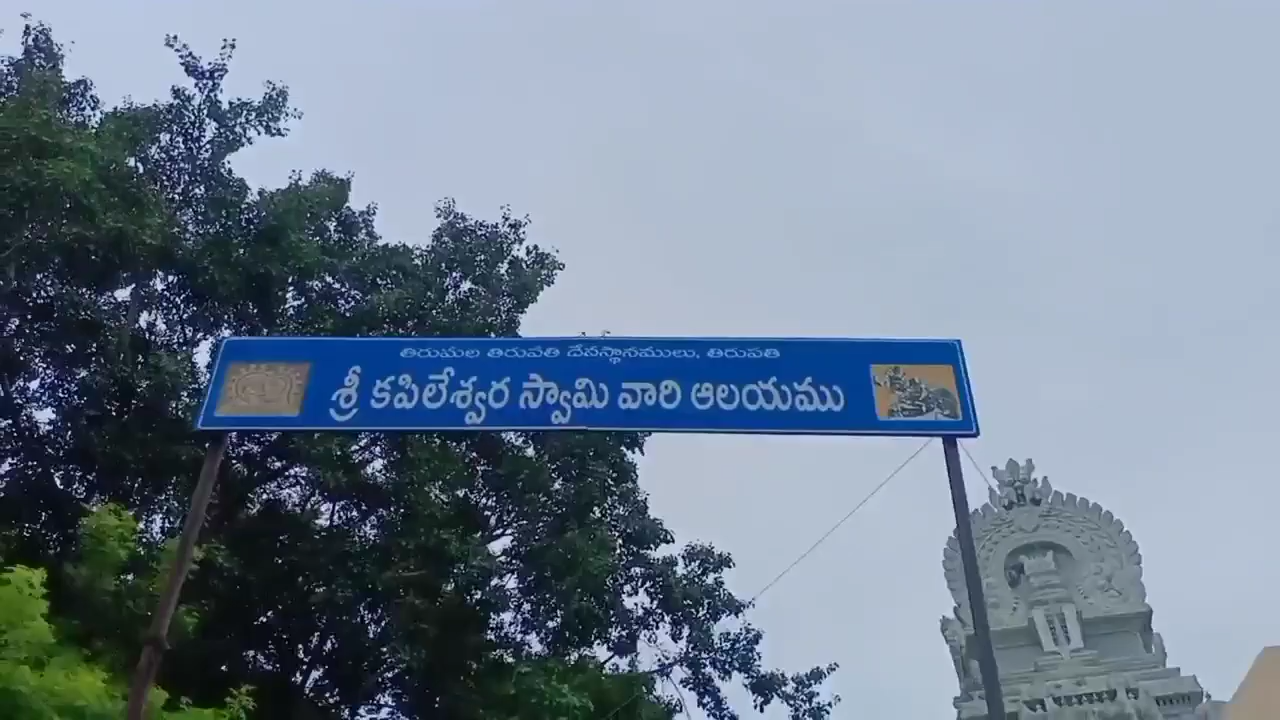 తిరుమల తిరుపతి దేవస్థానములు, తిరుపతి
శ్రీ కపిలేశ్వర స్వామి వారి ఆలయము